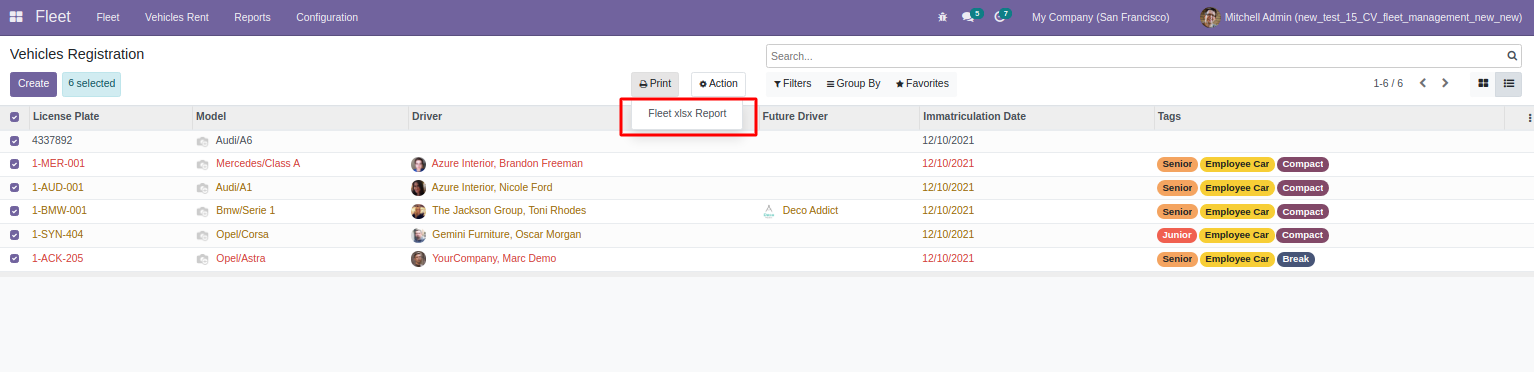 Fleet Fleet Vehicles Rent Reports Configuration 5 7 My Company (San Francisco) Mitchell Admin (new_test_15_CV_fleet_management_new_new)
Vehicles Registration Search...
Create 6 selected Print Action Filters Group By Favorites 1-6 / 6
Fleet xlsx Report
License Plate Model Driver Future Driver Immatriculation Date Tags
4337892 Audi/A6 12/10/2021
1-MER-001 Mercedes/Class A Azure Interior, Brandon Freeman 12/10/2021 Senior Employee Car Compact
1-AUD-001 Audi/A1 Azure Interior, Nicole Ford 12/10/2021 Senior Employee Car Compact
1-BMW-001 Bmw/Serie 1 The Jackson Group, Toni Rhodes Deco Addict 12/10/2021 Senior Employee Car Compact
1-SYN-404 Opel/Corsa Gemini Furniture, Oscar Morgan 12/10/2021 Junior Employee Car Compact
1-ACK-205 Opel/Astra YourCompany, Marc Demo 12/10/2021 Senior Employee Car Break